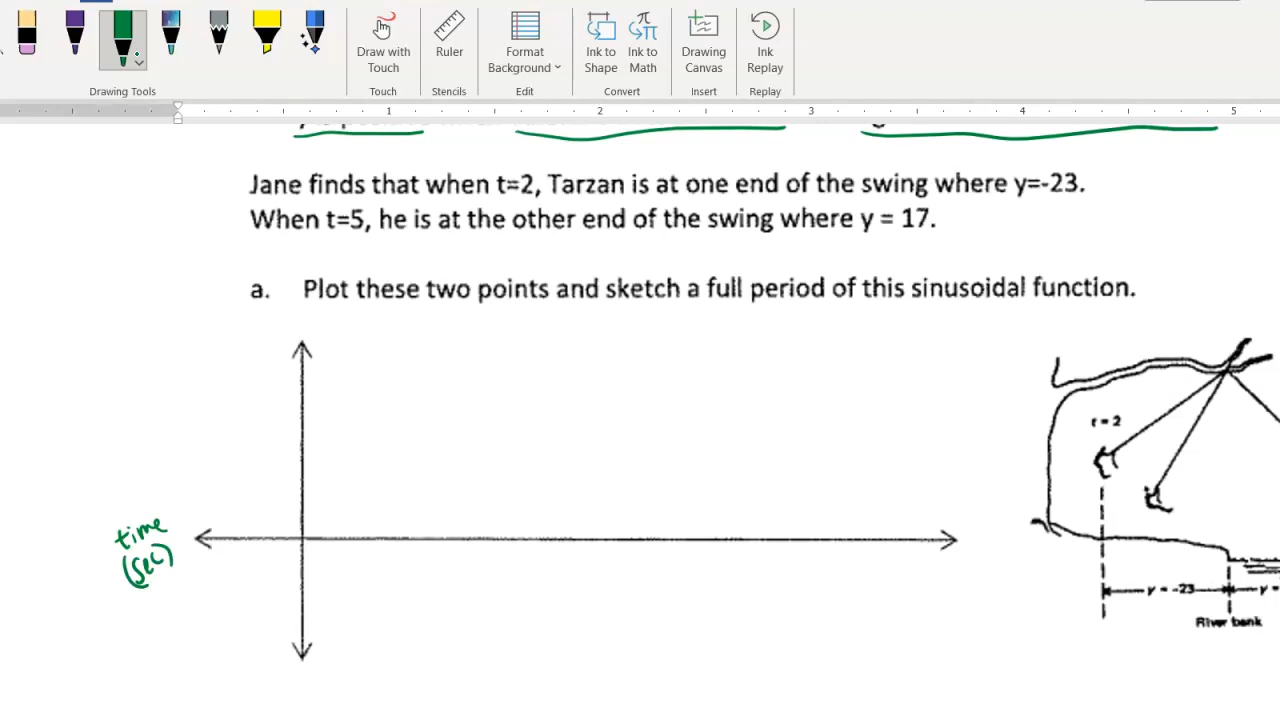 Draw with Touch
Ruler
Format Background
Ink to Shape
Ink to Math
Drawing Canvas
Ink Replay
Drawing Tools
Touch
Stencils
Edit
Convert
Insert
Replay
1 2 3 4 5
Jane finds that when t=2, Tarzan is at one end of the swing where y=-23.
When t=5, he is at the other end of the swing where y = 17.
a. Plot these two points and sketch a full period of this sinusoidal function.
t = 2
time
(sec)
y = -23 y =
River bank